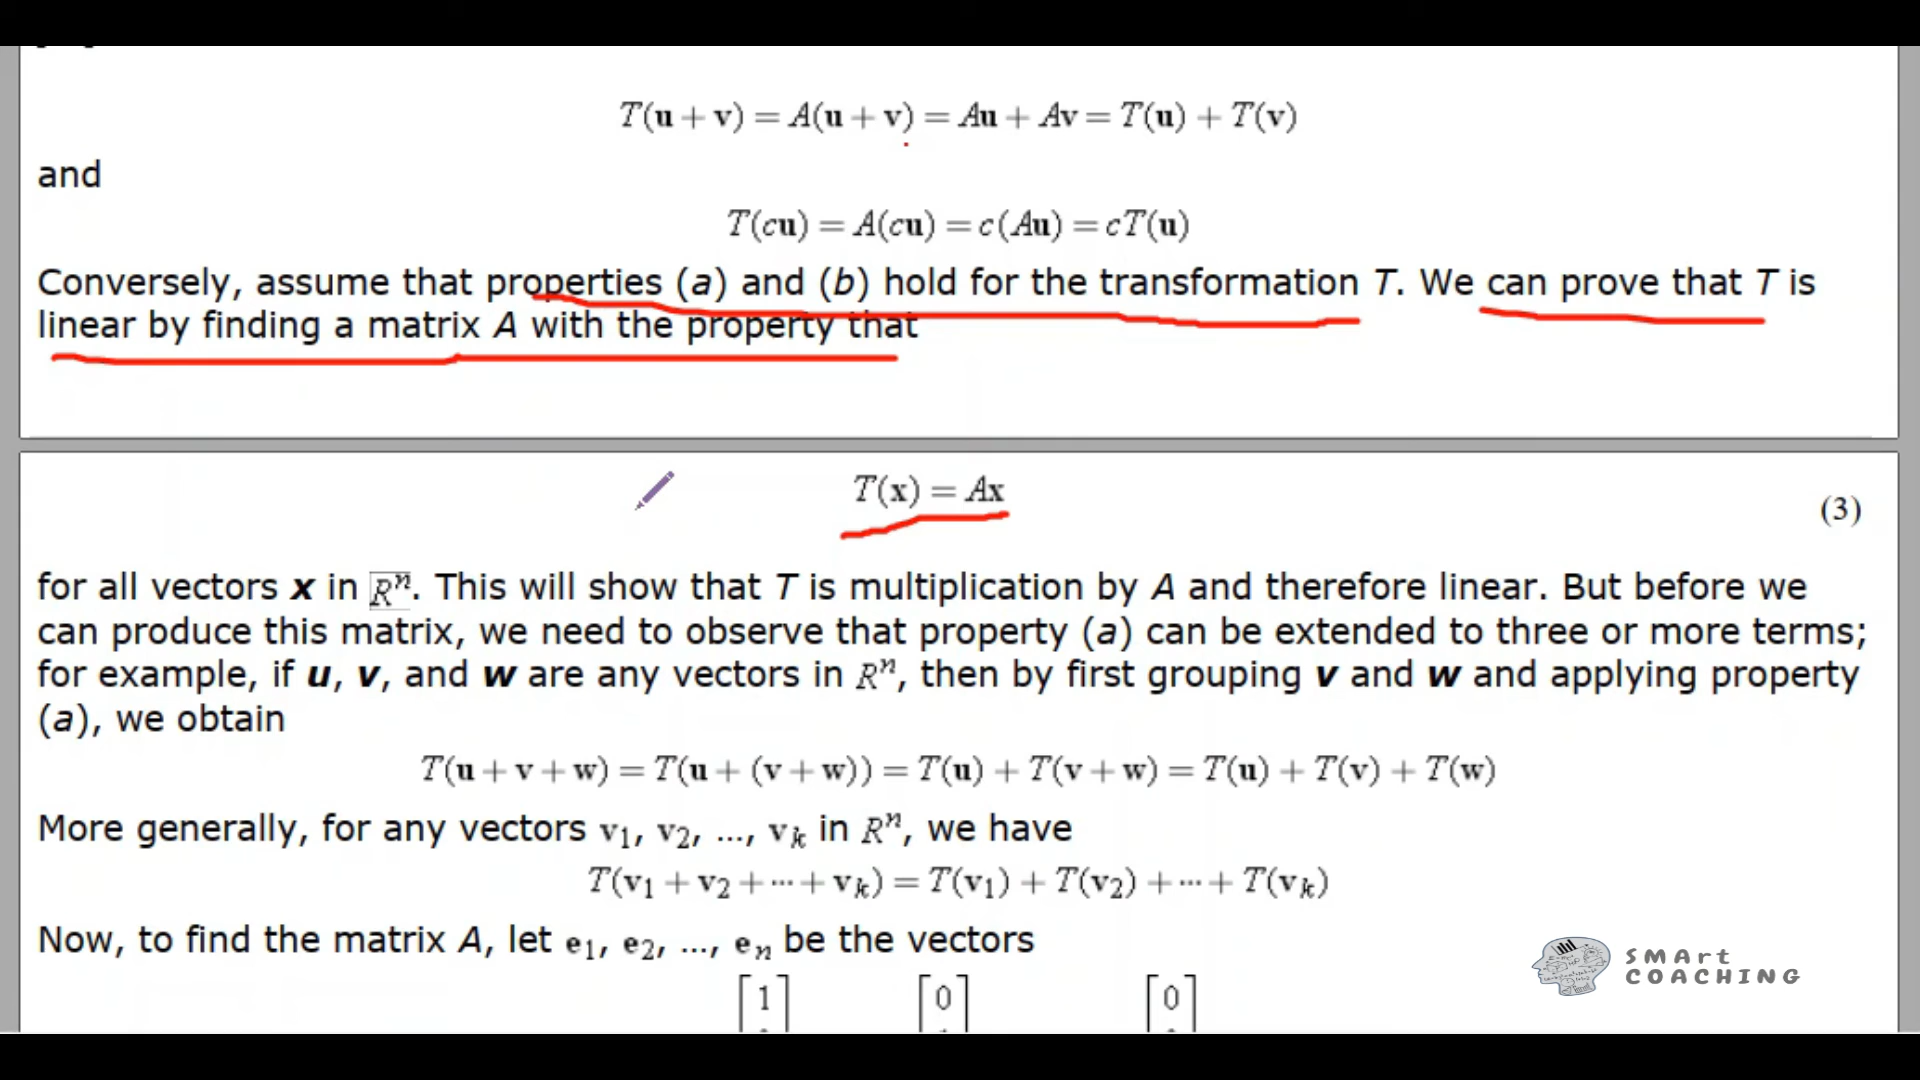 T(u + v) = A(u + v) = Au + Av = T(u) + T(v)
and
T(cu) = A(cu) = c(Au) = cT(u)
Conversely, assume that properties (a) and (b) hold for the transformation T. We can prove that T is
linear by finding a matrix A with the property that
T(x) = Ax
(3)
for all vectors x in Rⁿ. This will show that T is multiplication by A and therefore linear. But before we
can produce this matrix, we need to observe that property (a) can be extended to three or more terms;
for example, if u, v, and w are any vectors in Rⁿ, then by first grouping v and w and applying property
(a), we obtain
T(u + v + w) = T(u + (v + w)) = T(u) + T(v + w) = T(u) + T(v) + T(w)
More generally, for any vectors v₁, v₂, ..., vₖ in Rⁿ, we have
T(v₁ + v₂ + ··· + vₖ) = T(v₁) + T(v₂) + ··· + T(vₖ)
Now, to find the matrix A, let e₁, e₂, ..., eₙ be the vectors
[1] [0] [0]
SMArt
COACHING